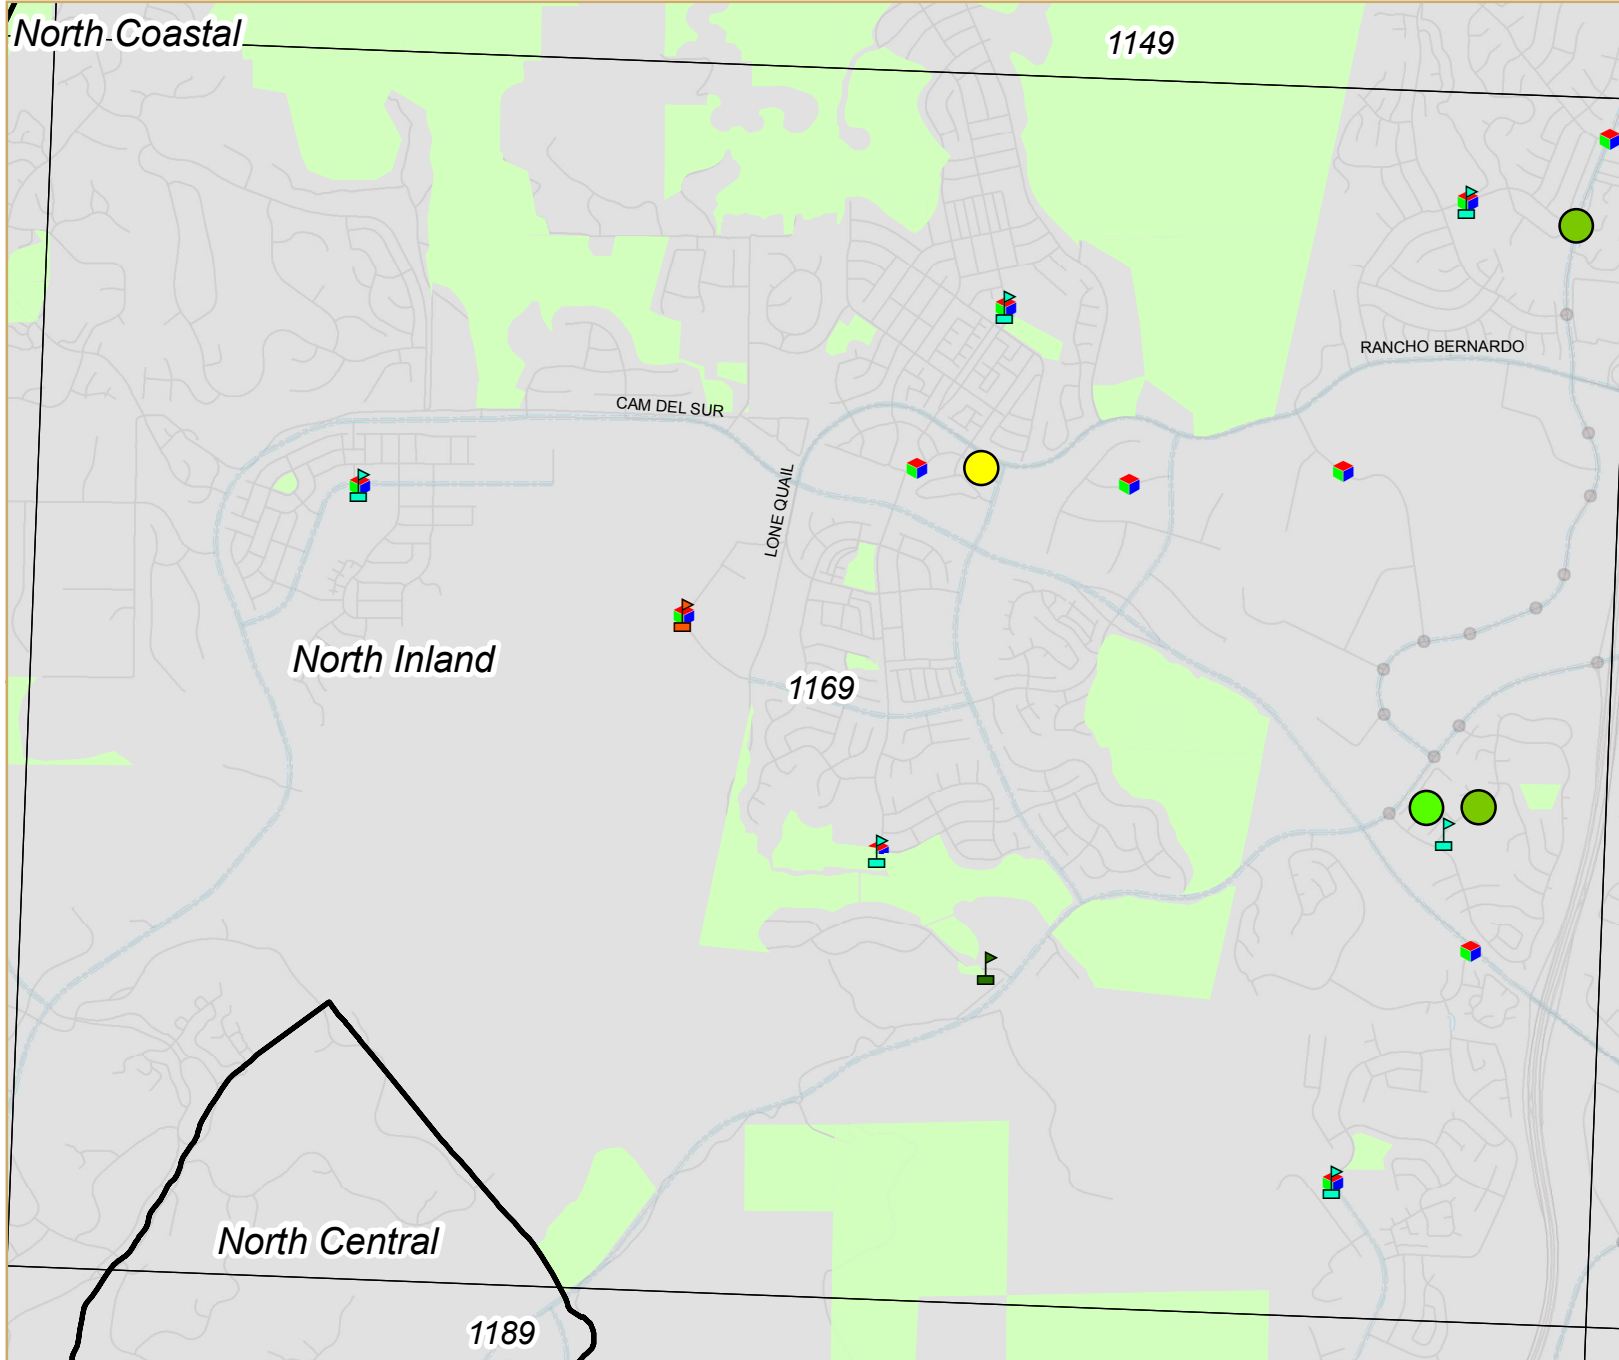 North Coastal
1149
RANCHO BERNARDO
CAM DEL SUR
LONE QUAIL
North Inland
1169
North Central
1189